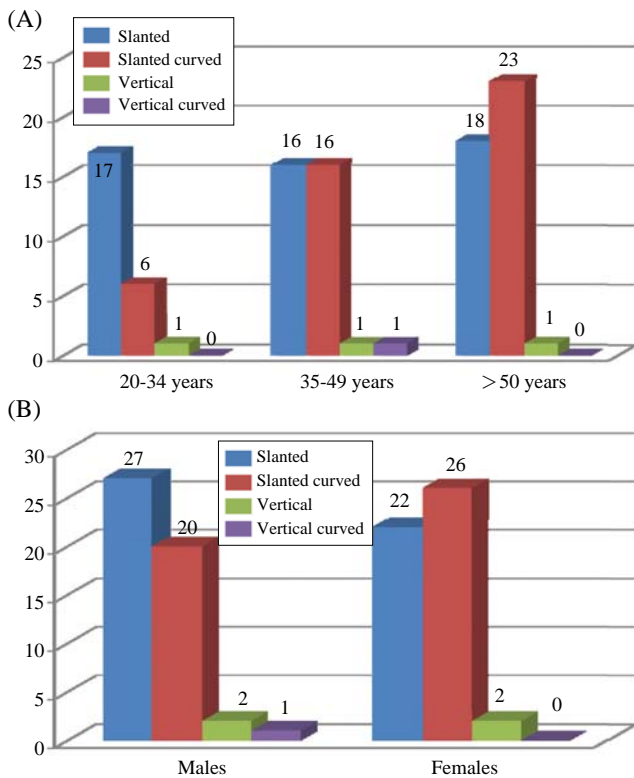 (A)
Slanted
Slanted curved
Vertical
Vertical curved
25
20
15
10
5
0
17
6
1
0
16
16
1
1
18
23
1
0
20-34 years
35-49 years
>50 years
(B)
Slanted
Slanted curved
Vertical
Vertical curved
30
25
20
15
10
5
0
27
20
2
1
22
26
2
0
Males
Females